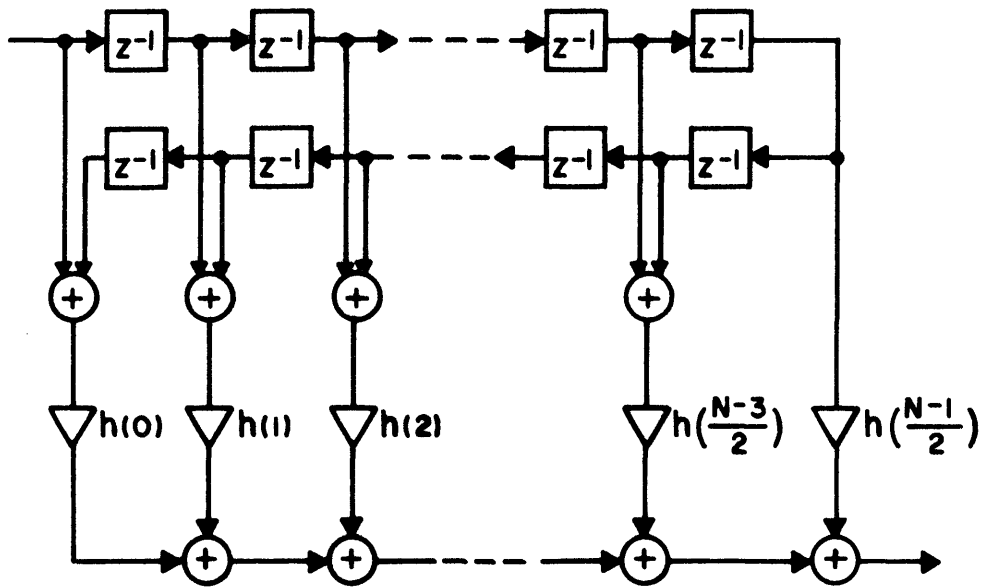 z⁻¹ z⁻¹ z⁻¹ z⁻¹
z⁻¹ z⁻¹ z⁻¹ z⁻¹
+ + + +
h(0) h(1) h(2) h(N-3/2) h(N-1/2)
+ + + +